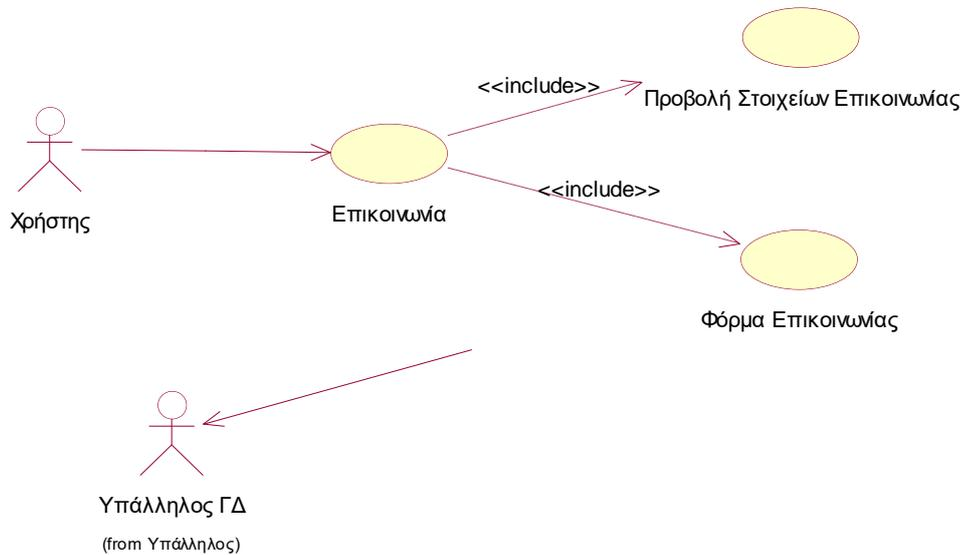 <<include>>
Προβολή Στοιχείων Επικοινωνίας
Χρήστης
Επικοινωνία
<<include>>
Φόρμα Επικοινωνίας
Υπάλληλος ΓΔ
(from Υπάλληλος)